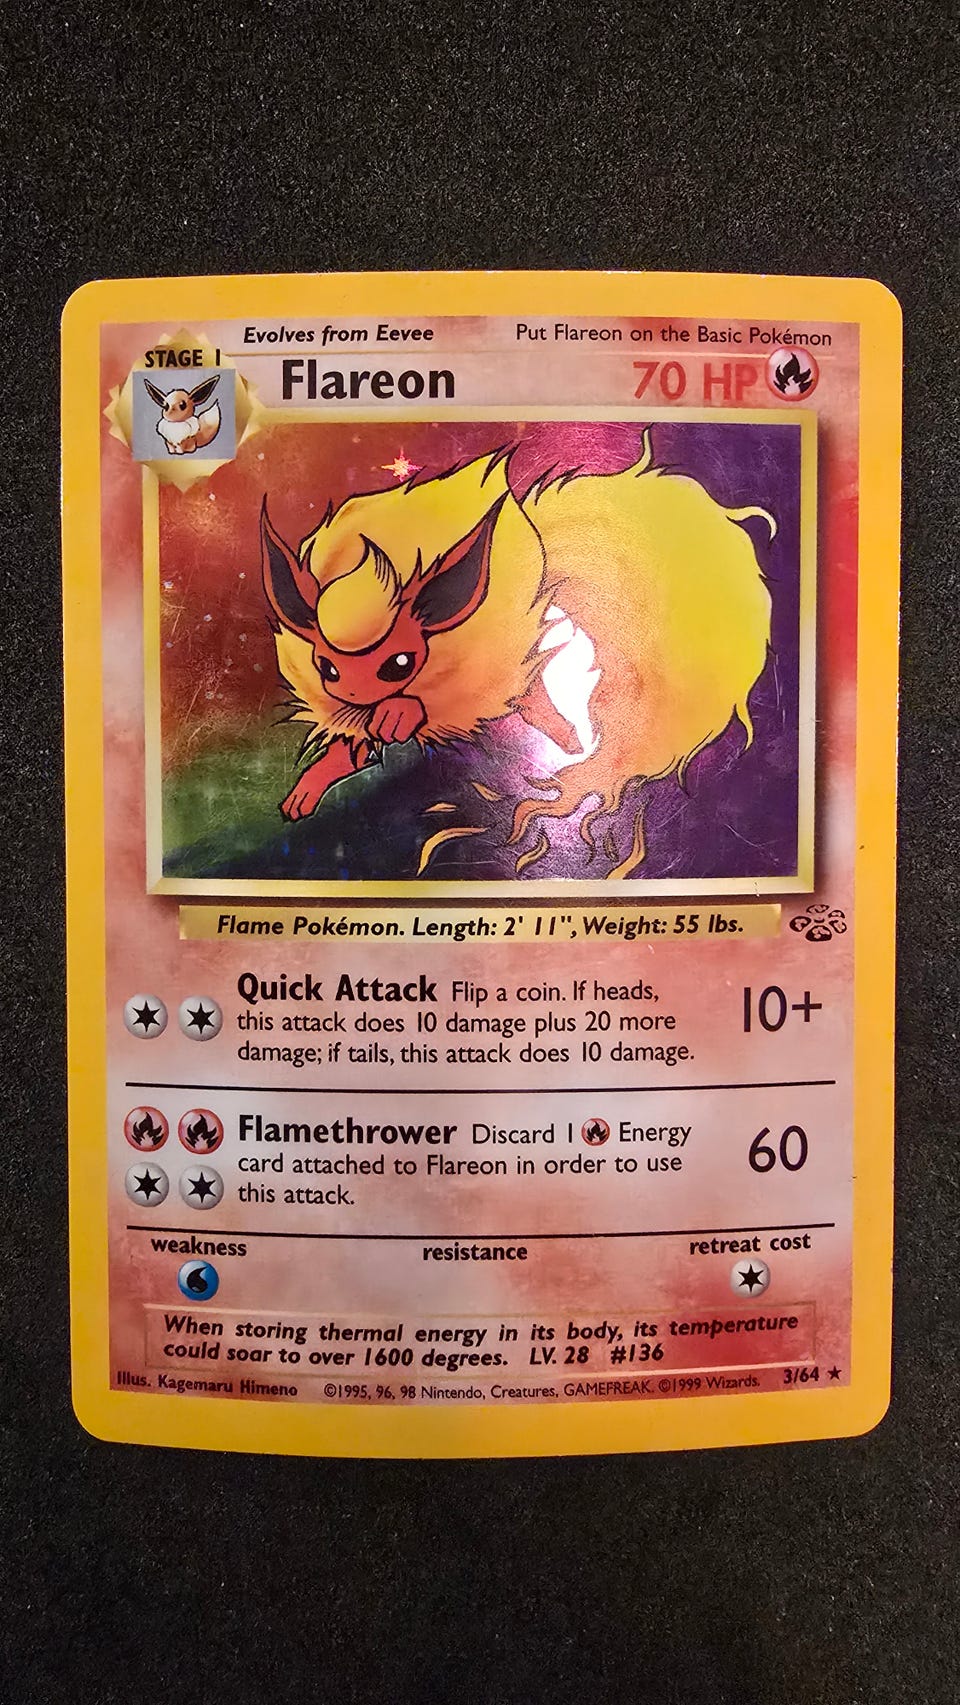 Evolves from Eevee Put Flareon on the Basic Pokémon
STAGE 1
Flareon 70 HP
Flame Pokémon. Length: 2' 11", Weight: 55 lbs.
Quick Attack Flip a coin. If heads,
this attack does 10 damage plus 20 more
damage; if tails, this attack does 10 damage.
10+
Flamethrower Discard 1 Energy
card attached to Flareon in order to use
this attack.
60
weakness resistance retreat cost
When storing thermal energy in its body, its temperature
could soar to over 1600 degrees. LV. 28 #136
Illus. Kagemaru Himeno ©1995, 96, 98 Nintendo, Creatures, GAMEFREAK. ©1999 Wizards. 3/64 ★